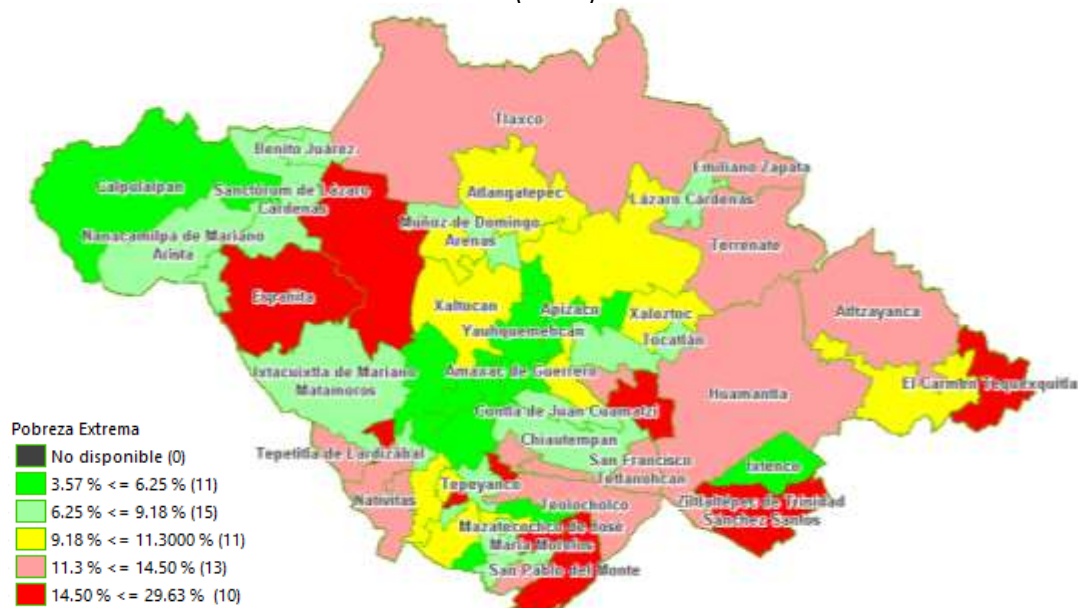 Tlaxco
Benito Juárez
Calpulalpan
Sanctorum de Lázaro
Cárdenas
Emiliano Zapata
Atlangatepec
Lázaro Cárdenas
Muñoz de Domingo
Arenas
Nanacamilpa de Mariano
Arista
Terrenate
Españita
Xaltocan
Apizaco
Xaloztoc
Altzayanca
Yauhquemehcan
Tocatlán
Ixtacuixtla de Mariano
Matamoros
Amaxac de Guerrero
El Carmen Tequexquitla
Huamantla
Contla de Juan Cuamatzi
Pobreza Extrema
Chiautempan
Tepetitla de Lardizábal
San Francisco
Tetlanohcan
Ixtenco
No disponible (0)
3.57 % <= 6.25 % (11)
6.25 % <= 9.18 % (15)
9.18 % <= 11.3000 % (11)
11.3 % <= 14.50 % (13)
14.50 % <= 29.63 % (10)
Tepeyanco
Nativitas
Teolocholco
Ziltlaltépec de Trinidad
Sánchez Santos
Mazatecochco de José
María Morelos
San Pablo del Monte